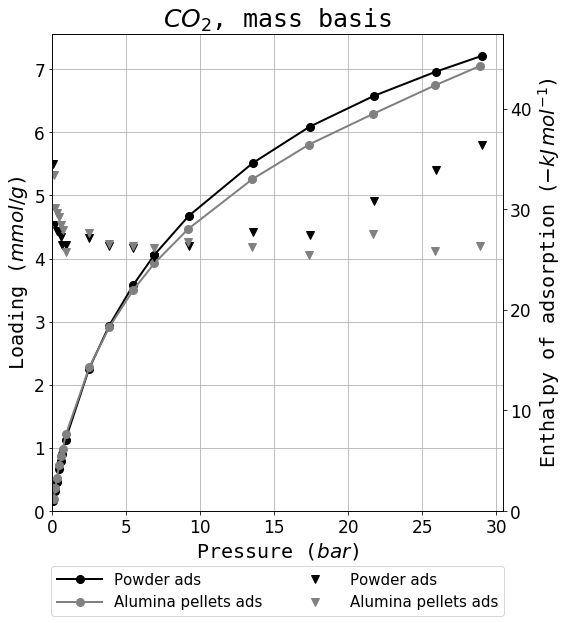 CO₂, mass basis
Loading (mmol/g)
7
6
5
4
3
2
1
0
40
30
20
10
0
Enthalpy of adsorption (−kJ mol⁻¹)
0 5 10 15 20 25 30
Pressure (bar)
Powder ads Powder ads
Alumina pellets ads Alumina pellets ads